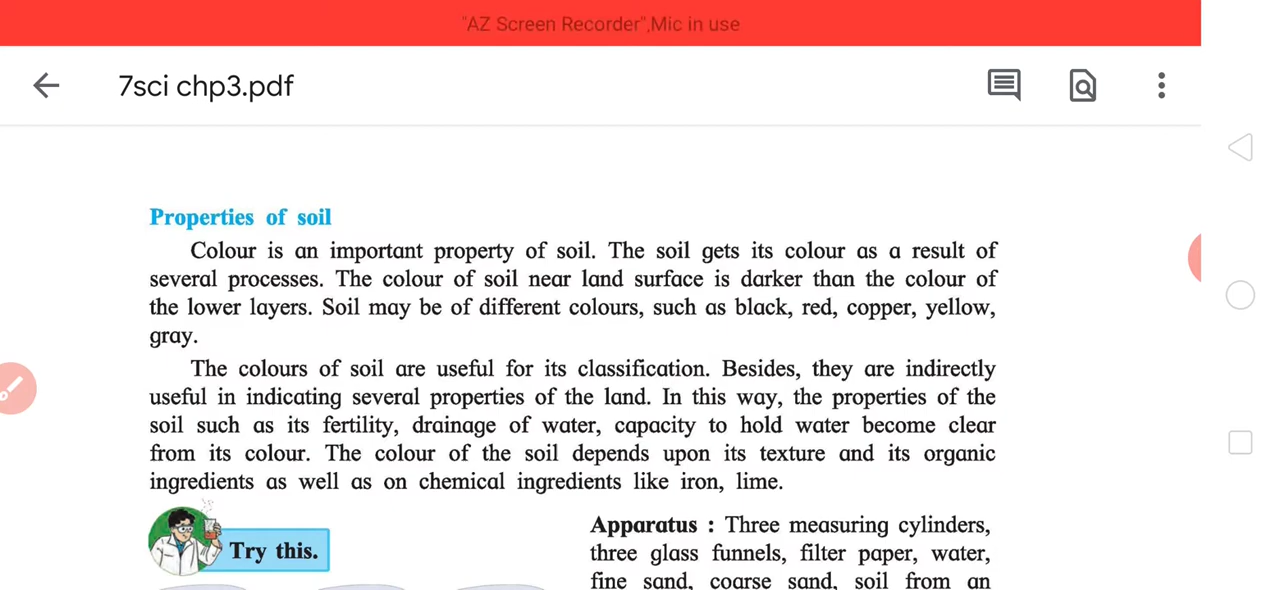 "AZ Screen Recorder",Mic in use
7sci chp3.pdf
Properties of soil
Colour is an important property of soil. The soil gets its colour as a result of
several processes. The colour of soil near land surface is darker than the colour of
the lower layers. Soil may be of different colours, such as black, red, copper, yellow,
gray.
The colours of soil are useful for its classification. Besides, they are indirectly
useful in indicating several properties of the land. In this way, the properties of the
soil such as its fertility, drainage of water, capacity to hold water become clear
from its colour. The colour of the soil depends upon its texture and its organic
ingredients as well as on chemical ingredients like iron, lime.
Try this.
Apparatus : Three measuring cylinders,
three glass funnels, filter paper, water,
fine sand, coarse sand, soil from an